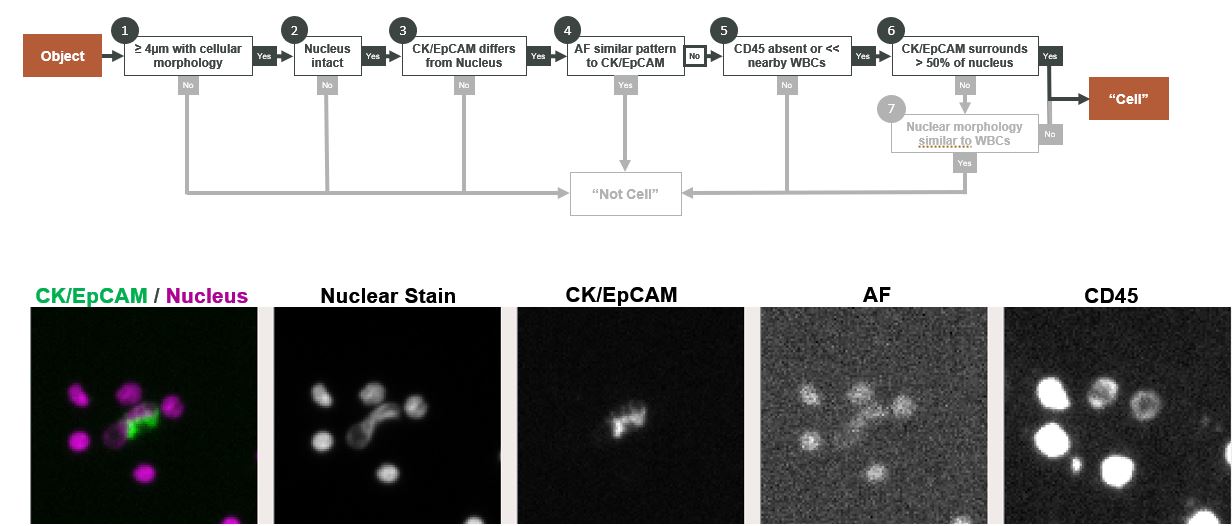 Object
1
≥ 4µm with cellular
morphology
Yes
No
2
Nucleus
intact
Yes
No
3
CK/EpCAM differs
from Nucleus
Yes
No
4
AF similar pattern
to CK/EpCAM
No
Yes
5
CD45 absent or <<
nearby WBCs
Yes
No
6
CK/EpCAM surrounds
> 50% of nucleus
Yes
No
7
Nuclear morphology
similar to WBCs
No
Yes
“Cell”
“Not Cell”
CK/EpCAM / Nucleus
Nuclear Stain
CK/EpCAM
AF
CD45